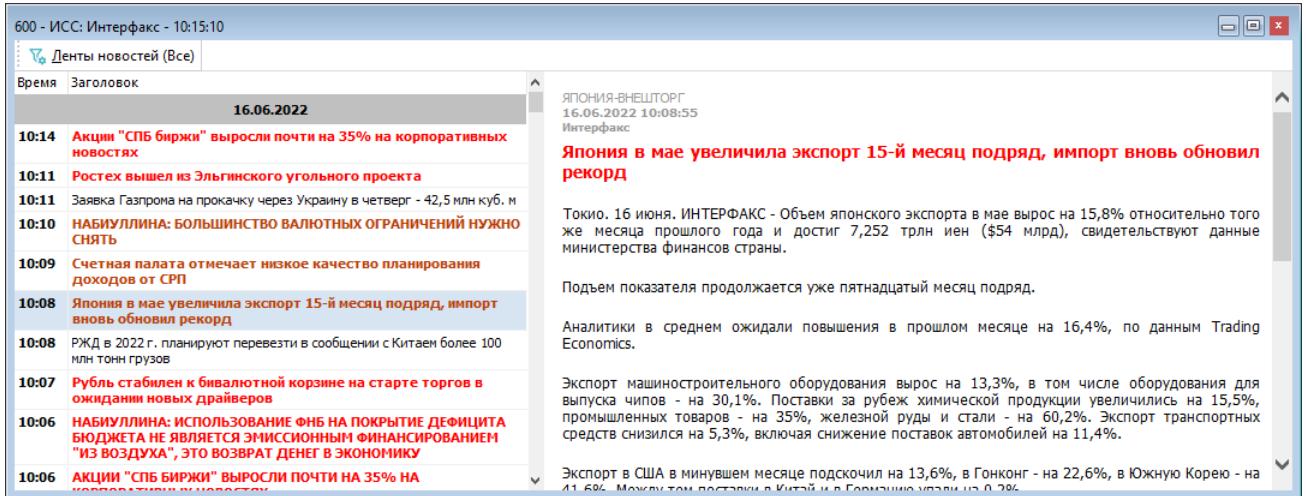 600 - ИСС: Интерфакс - 10:15:10
Ленты новостей (Все)
Время Заголовок
16.06.2022
10:14 Акции "СПБ биржи" выросли почти на 35% на корпоративных
новостях
10:11 Ростех вышел из Эльгинского угольного проекта
10:11 Заявка Газпрома на прокачку через Украину в четверг - 42,5 млн куб. м
10:10 НАБИУЛЛИНА: БОЛЬШИНСТВО ВАЛЮТНЫХ ОГРАНИЧЕНИЙ НУЖНО
СНЯТЬ
10:09 Счетная палата отмечает низкое качество планирования
доходов от СРП
10:08 Япония в мае увеличила экспорт 15-й месяц подряд, импорт
вновь обновил рекорд
10:08 РЖД в 2022 г. планируют перевезти в сообщении с Китаем более 100
млн тонн грузов
10:07 Рубль стабилен к бивалютной корзине на старте торгов в
ожидании новых драйверов
10:06 НАБИУЛЛИНА: ИСПОЛЬЗОВАНИЕ ФНБ НА ПОКРЫТИЕ ДЕФИЦИТА
БЮДЖЕТА НЕ ЯВЛЯЕТСЯ ЭМИССИОННЫМ ФИНАНСИРОВАНИЕМ
"ИЗ ВОЗДУХА", ЭТО ВОЗВРАТ ДЕНЕГ В ЭКОНОМИКУ
10:06 АКЦИИ "СПБ БИРЖИ" ВЫРОСЛИ ПОЧТИ НА 35% НА
КОРПОРАТИВНЫХ НОВОСТЯХ
ЯПОНИЯ-ВНЕШТОРГ
16.06.2022 10:08:55
Интерфакс
Япония в мае увеличила экспорт 15-й месяц подряд, импорт вновь обновил
рекорд
Токио. 16 июня. ИНТЕРФАКС - Объем японского экспорта в мае вырос на 15,8% относительно того
же месяца прошлого года и достиг 7,252 трлн иен ($54 млрд), свидетельствуют данные
министерства финансов страны.
Подъем показателя продолжается уже пятнадцатый месяц подряд.
Аналитики в среднем ожидали повышения в прошлом месяце на 16,4%, по данным Trading
Economics.
Экспорт машиностроительного оборудования вырос на 13,3%, в том числе оборудования для
выпуска чипов - на 30,1%. Поставки за рубеж химической продукции увеличились на 15,5%,
промышленных товаров - на 35%, железной руды и стали - на 60,2%. Экспорт транспортных
средств снизился на 5,3%, включая снижение поставок автомобилей на 11,4%.
Экспорт в США в минувшем месяце подскочил на 13,6%, в Гонконг - на 22,6%, в Южную Корею - на
41,6%. Между тем поставки в Китай и в Германию упали на 0,2%